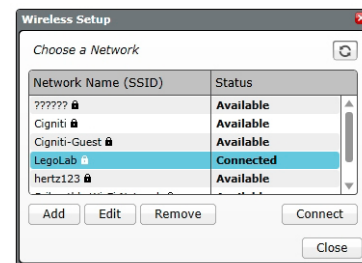 Wireless Setup
Choose a Network
Network Name (SSID) Status
?????? Available
Cigniti Available
Cigniti-Guest Available
LegoLab Connected
hertz123 Available
Available
Add Edit Remove Connect
Close